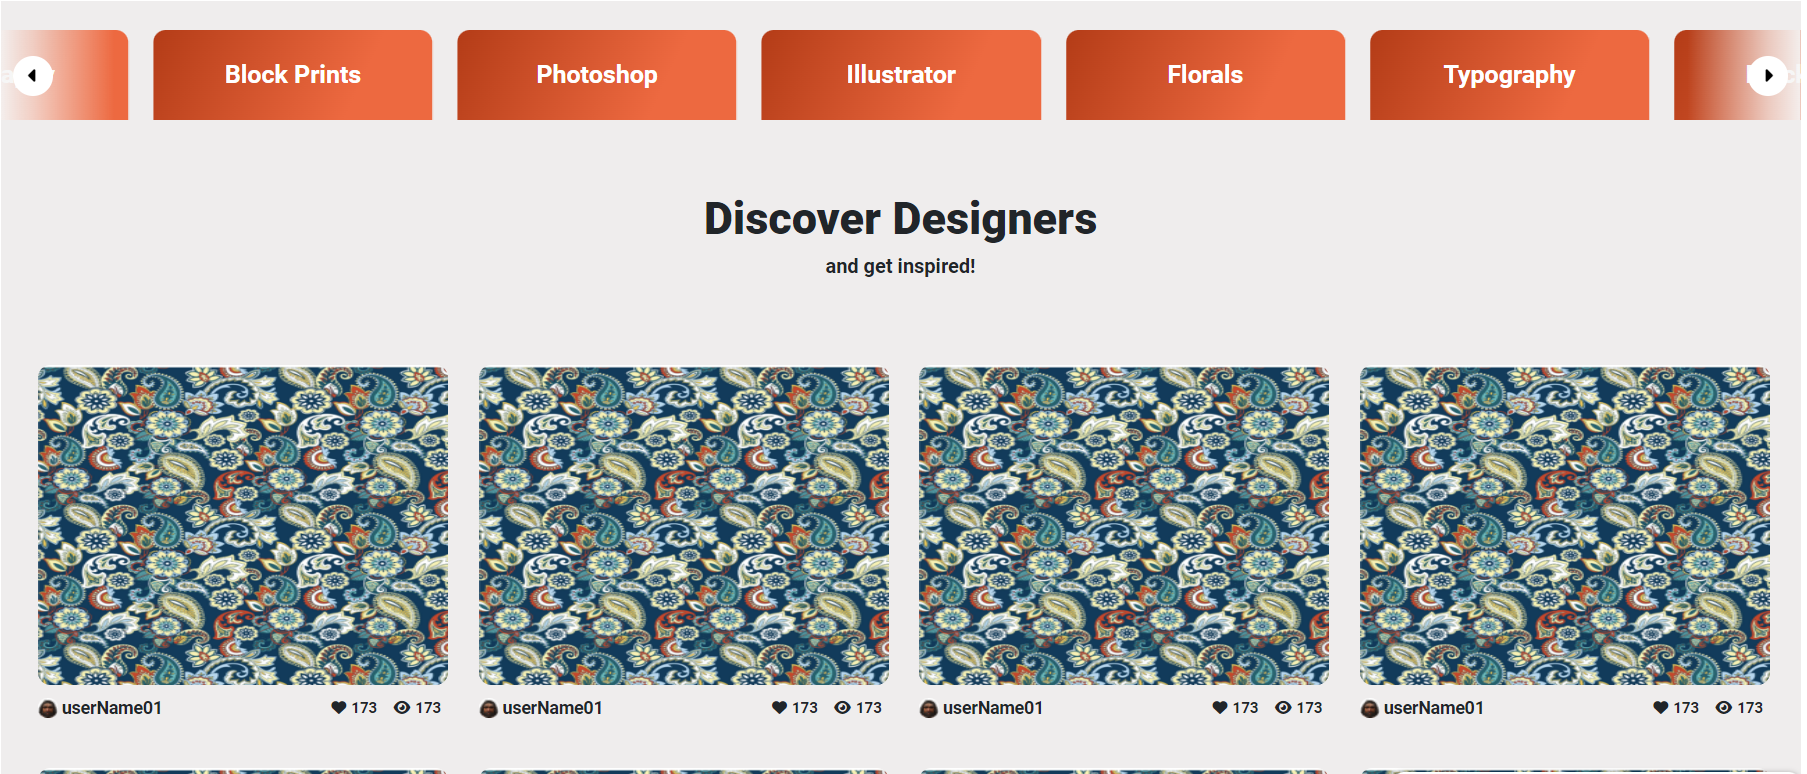 Block Prints
Photoshop
Illustrator
Florals
Typography
Discover Designers
and get inspired!
userName01 173 173
userName01 173 173
userName01 173 173
userName01 173 173